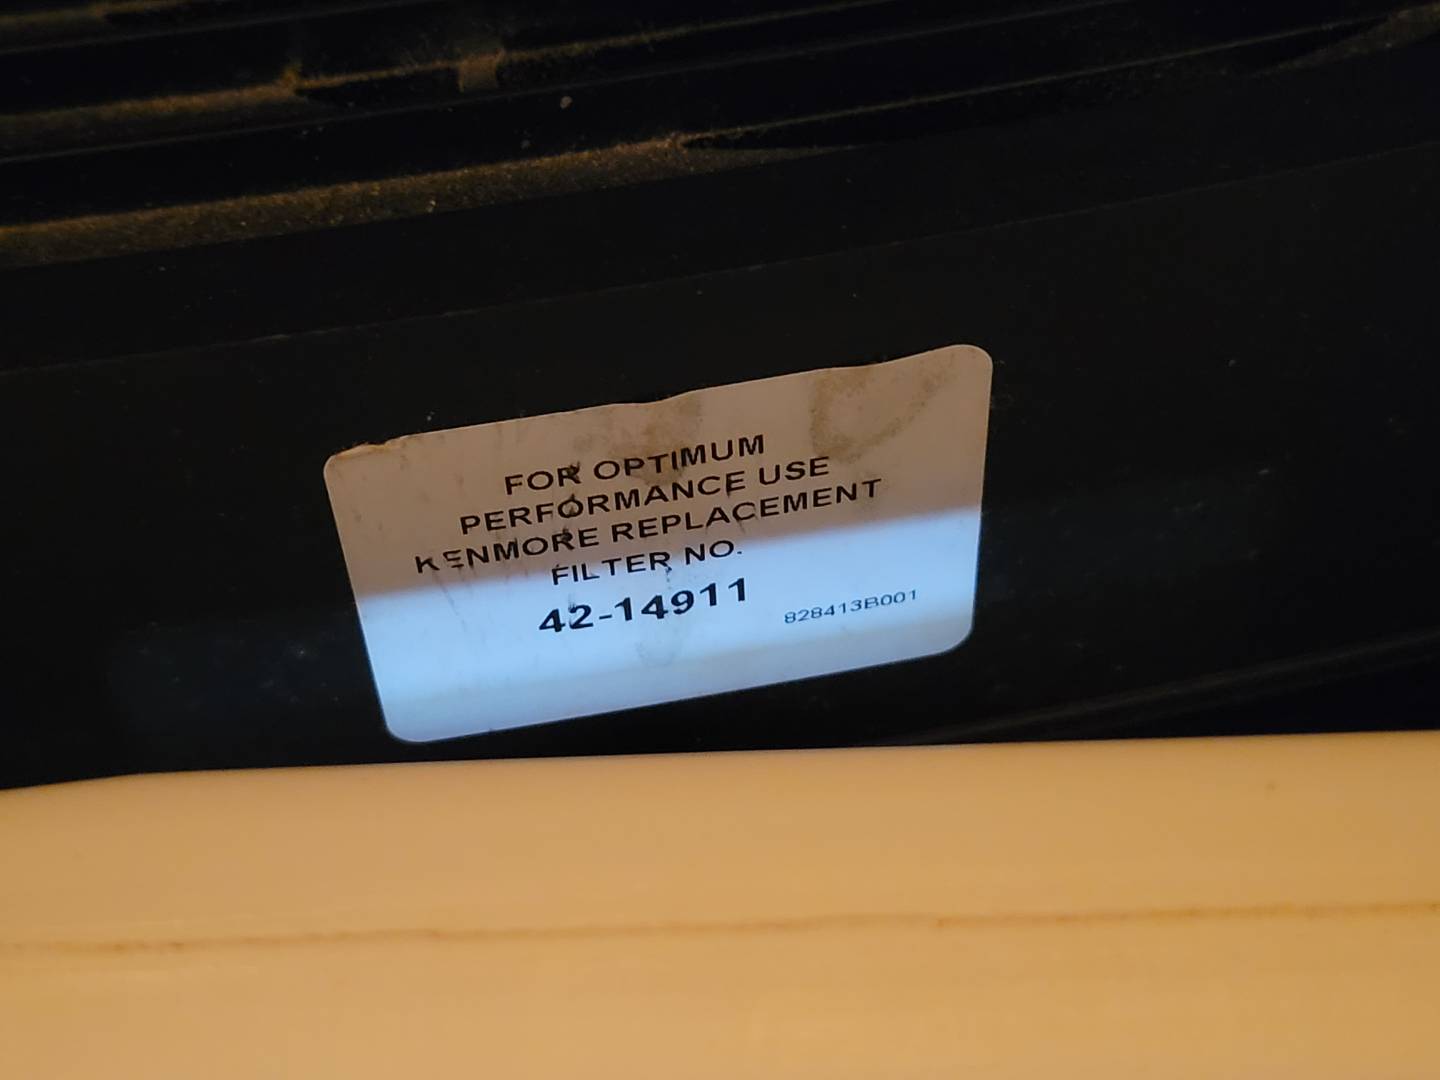 FOR OPTIMUM
PERFORMANCE USE
KENMORE REPLACEMENT
FILTER NO.
42-14911
828413B001